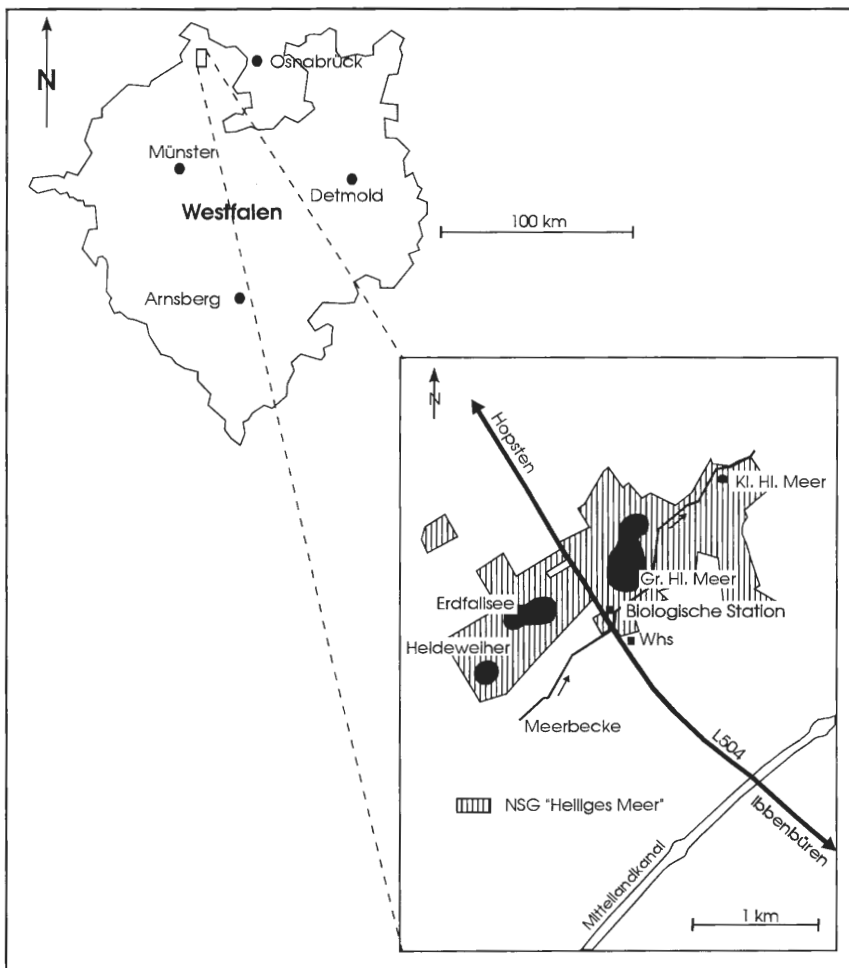 N
Osnabrück
Münster
Detmold
Westfalen
100 km
Arnsberg
N
Hopsten
Kl. Hl. Meer
Gr. Hl. Meer
Erdfallsee
Biologische Station
Heideweiher
Whs
Meerbecke
L504
NSG "Heiliges Meer"
Ibbenbüren
Mittellandkanal
1 km